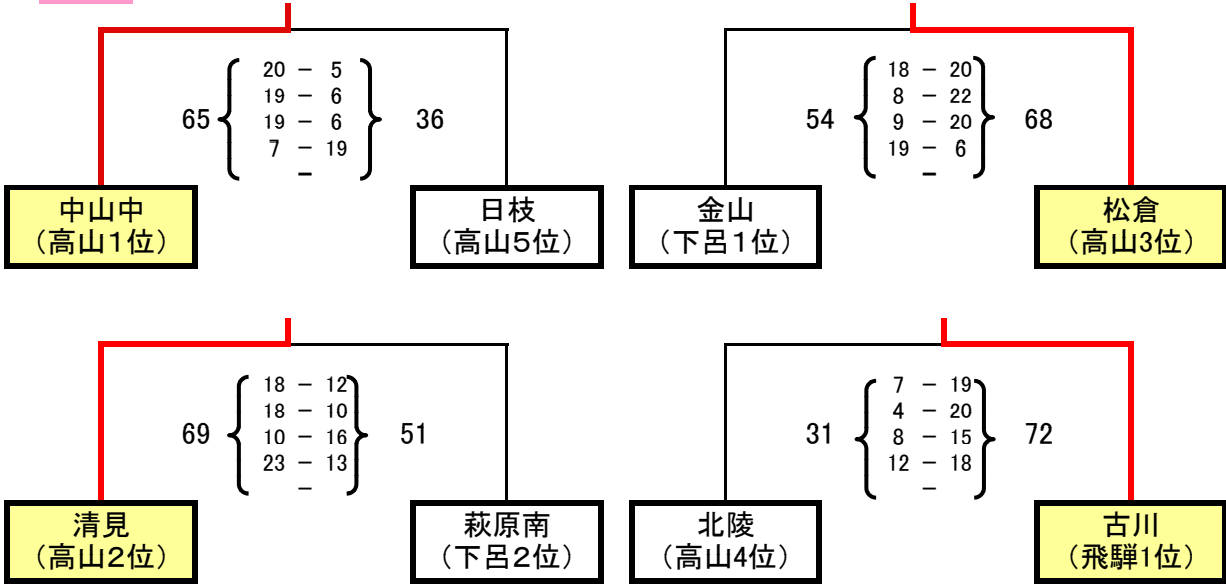 20 － 5
19 － 6
65 19 － 6 36
7 － 19
－
中山中
（高山１位）
日枝
（高山５位）
18 － 20
8 － 22
54 9 － 20 68
19 － 6
－
金山
（下呂１位）
松倉
（高山3位）
18 － 12
18 － 10
69 10 － 16 51
23 － 13
－
清見
（高山２位）
萩原南
（下呂２位）
7 － 19
4 － 20
31 8 － 15 72
12 － 18
－
北陵
（高山4位）
古川
（飛騨1位）